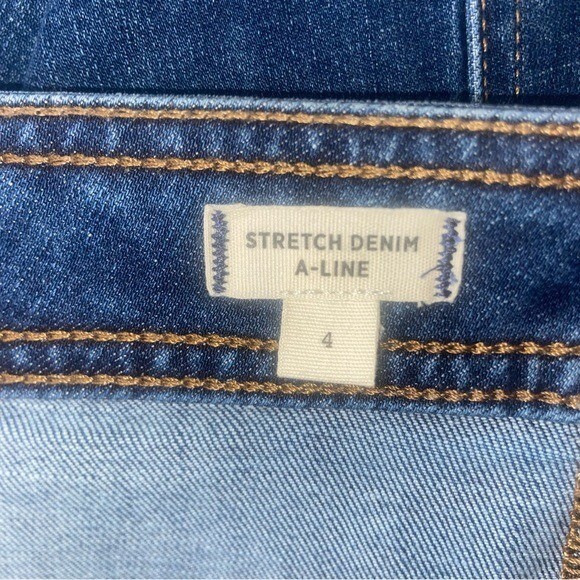 STRETCH DENIM
A-LINE
4